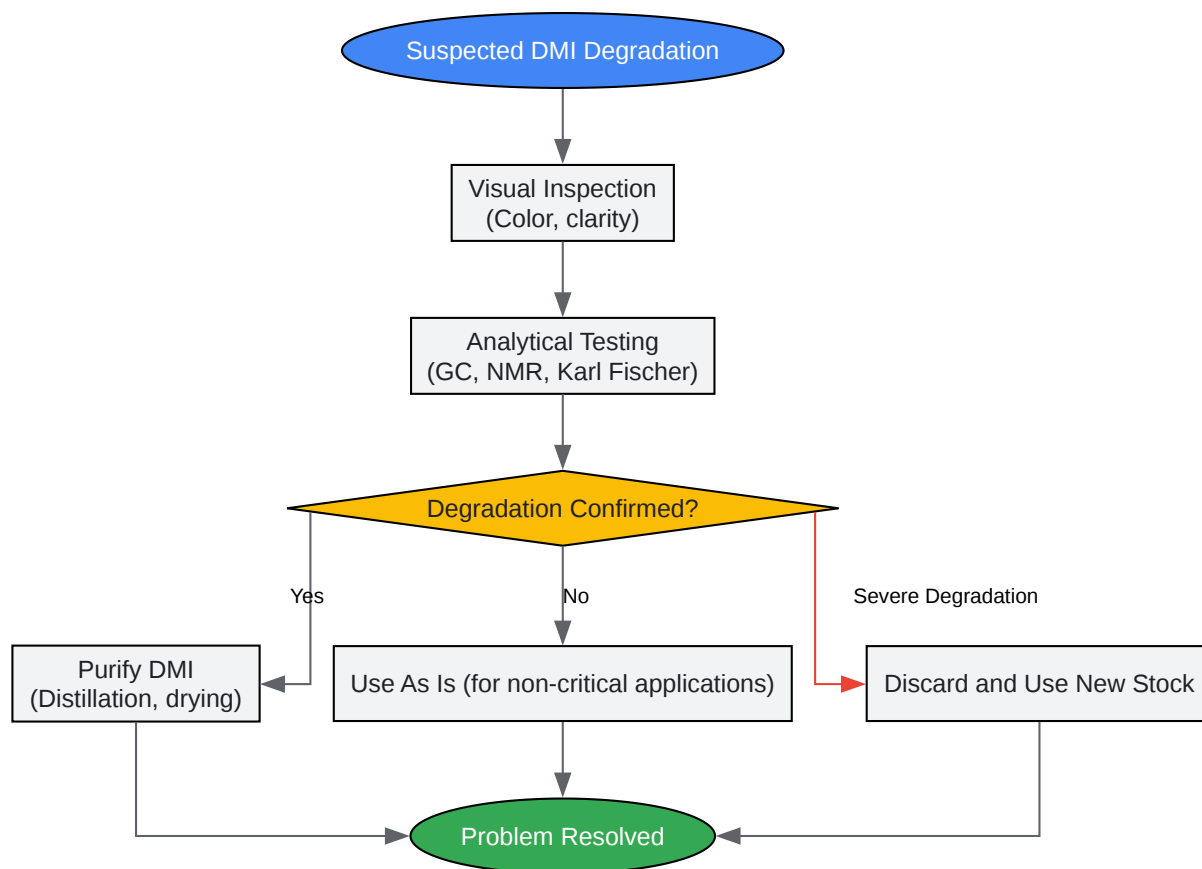 Suspected DMI Degradation
Visual Inspection
(Color, clarity)
Analytical Testing
(GC, NMR, Karl Fischer)
Degradation Confirmed?
Yes
No
Severe Degradation
Purify DMI
(Distillation, drying)
Use As Is (for non-critical applications)
Discard and Use New Stock
Problem Resolved